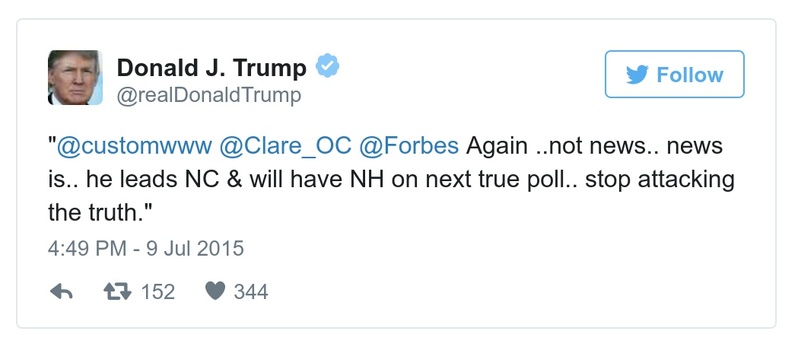 Donald J. Trump
@realDonaldTrump
Follow
"@customwww @Clare_OC @Forbes Again ..not news.. news
is.. he leads NC & will have NH on next true poll.. stop attacking
the truth."
4:49 PM - 9 Jul 2015
152 344